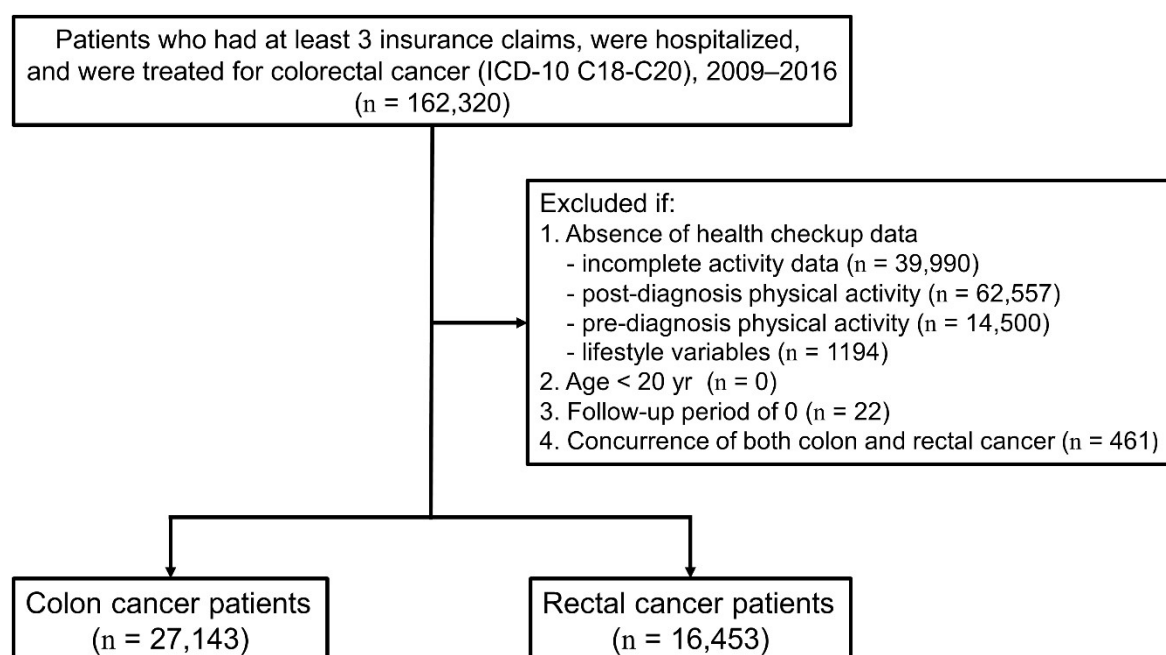 Patients who had at least 3 insurance claims, were hospitalized,
and were treated for colorectal cancer (ICD-10 C18-C20), 2009–2016
(n = 162,320)
Excluded if:
1. Absence of health checkup data
- incomplete activity data (n = 39,990)
- post-diagnosis physical activity (n = 62,557)
- pre-diagnosis physical activity (n = 14,500)
- lifestyle variables (n = 1194)
2. Age < 20 yr (n = 0)
3. Follow-up period of 0 (n = 22)
4. Concurrence of both colon and rectal cancer (n = 461)
Colon cancer patients
(n = 27,143)
Rectal cancer patients
(n = 16,453)